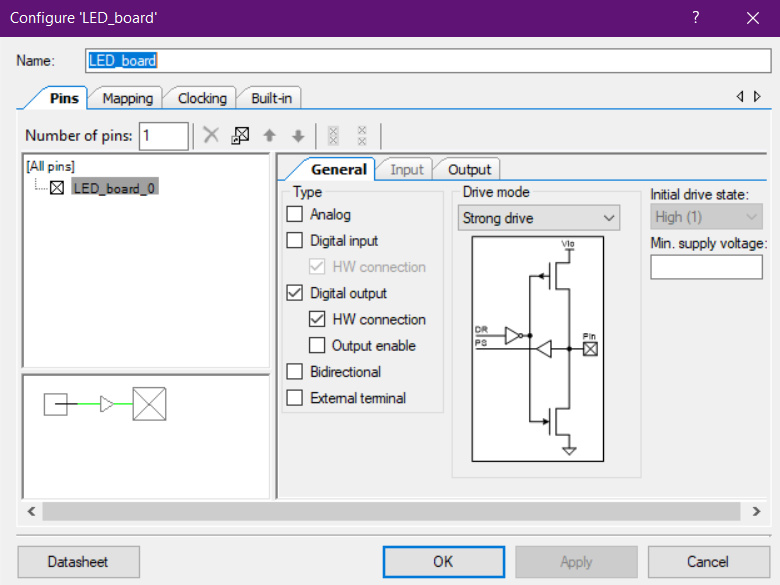 Configure 'LED_board'
?
Name: LED_board
Pins Mapping Clocking Built-in
Number of pins: 1
[All pins]
LED_board_0
General Input Output
Type
Analog
Digital input
HW connection
Digital output
HW connection
Output enable
Bidirectional
External terminal
Drive mode
Strong drive
Vio
DR
PS
Pin
Initial drive state:
High (1)
Min. supply voltage:
Datasheet OK Apply Cancel